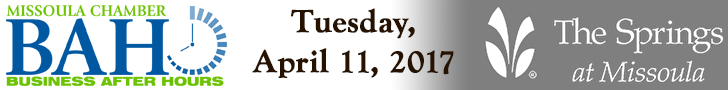 MISSOULA CHAMBER
BAH
BUSINESS AFTER HOURS
Tuesday,
April 11, 2017
®
The Springs
at Missoula